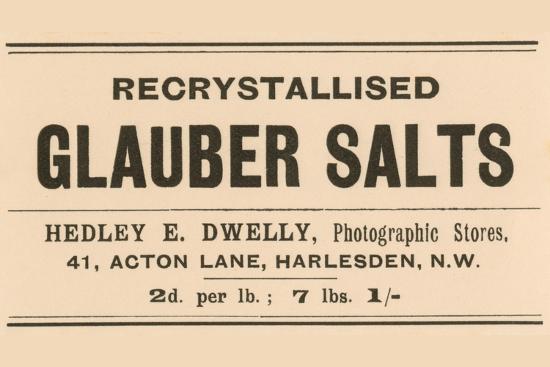 RECRYSTALLISED
GLAUBER SALTS
HEDLEY E. DWELLY, Photographic Stores,
41, ACTON LANE, HARLESDEN, N.W.
2d. per lb.; 7 lbs. 1/-